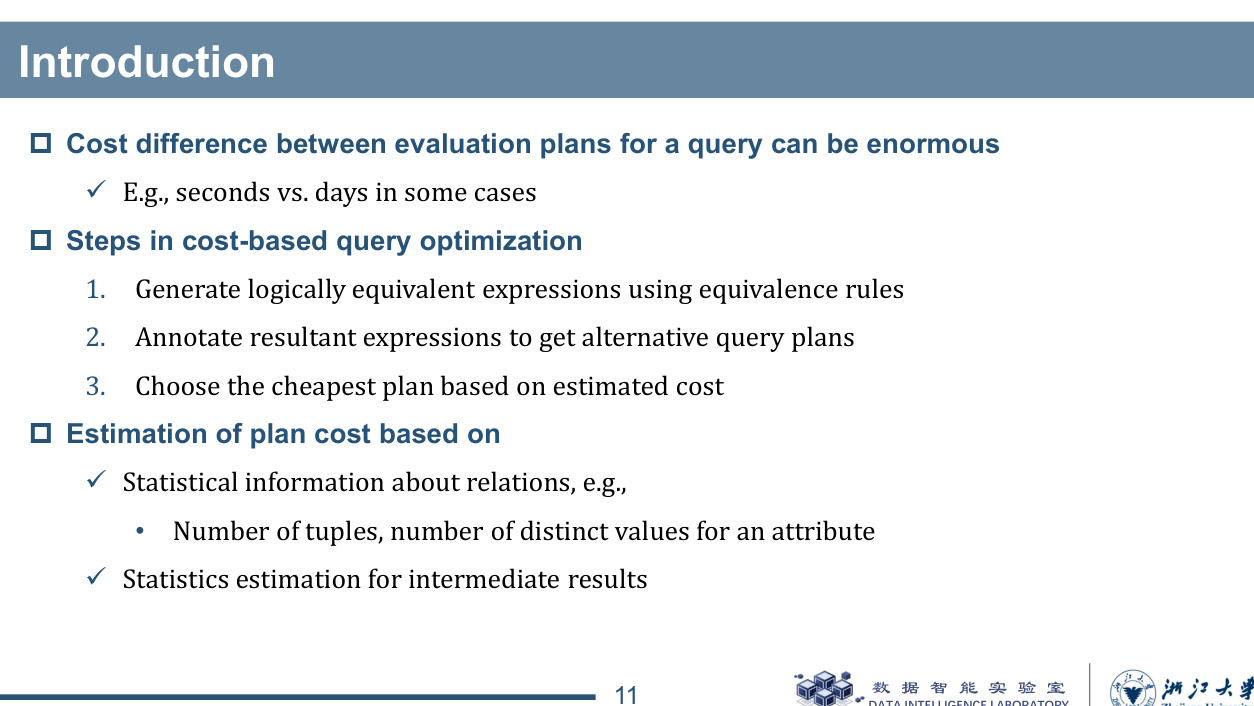 Introduction
Cost difference between evaluation plans for a query can be enormous
✓ E.g., seconds vs. days in some cases
Steps in cost-based query optimization
1. Generate logically equivalent expressions using equivalence rules
2. Annotate resultant expressions to get alternative query plans
3. Choose the cheapest plan based on estimated cost
Estimation of plan cost based on
✓ Statistical information about relations, e.g.,
• Number of tuples, number of distinct values for an attribute
✓ Statistics estimation for intermediate results
11
数据智能实验室
DATA INTELLIGENCE LABORATORY
浙江大学
Zhejiang University